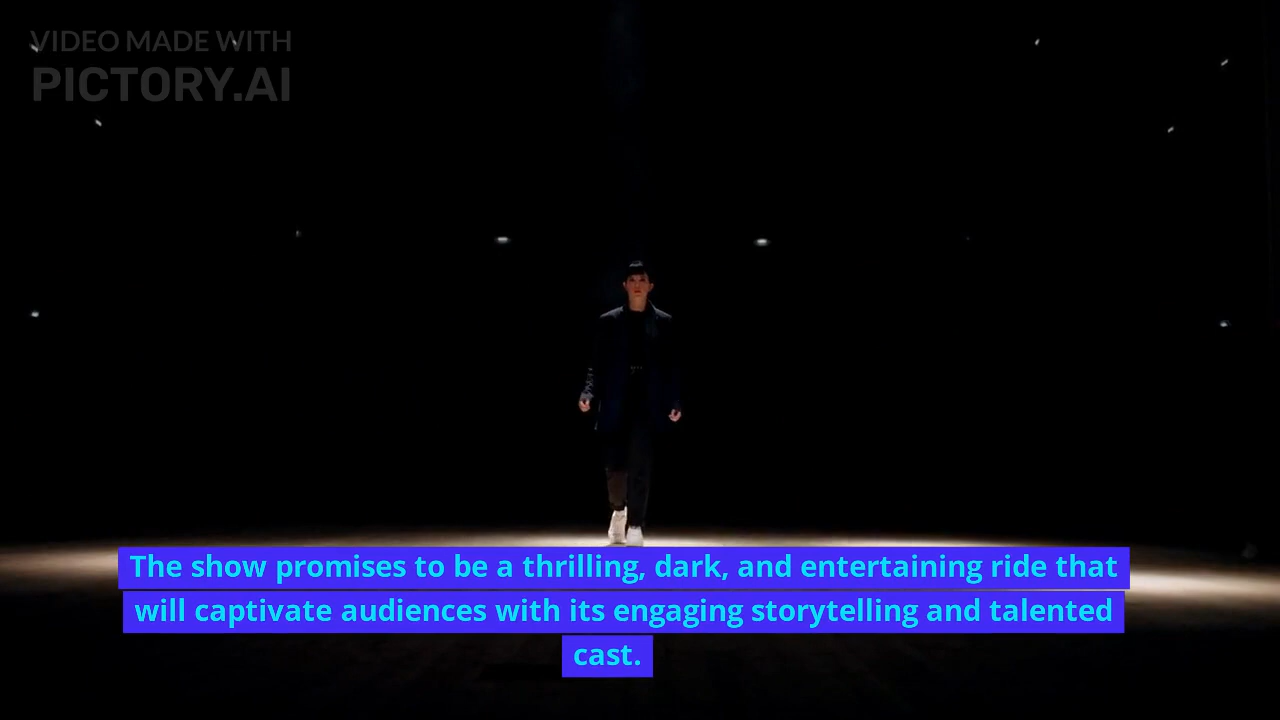 VIDEO MADE WITH
PICTORY.AI
The show promises to be a thrilling, dark, and entertaining ride that
will captivate audiences with its engaging storytelling and talented
cast.